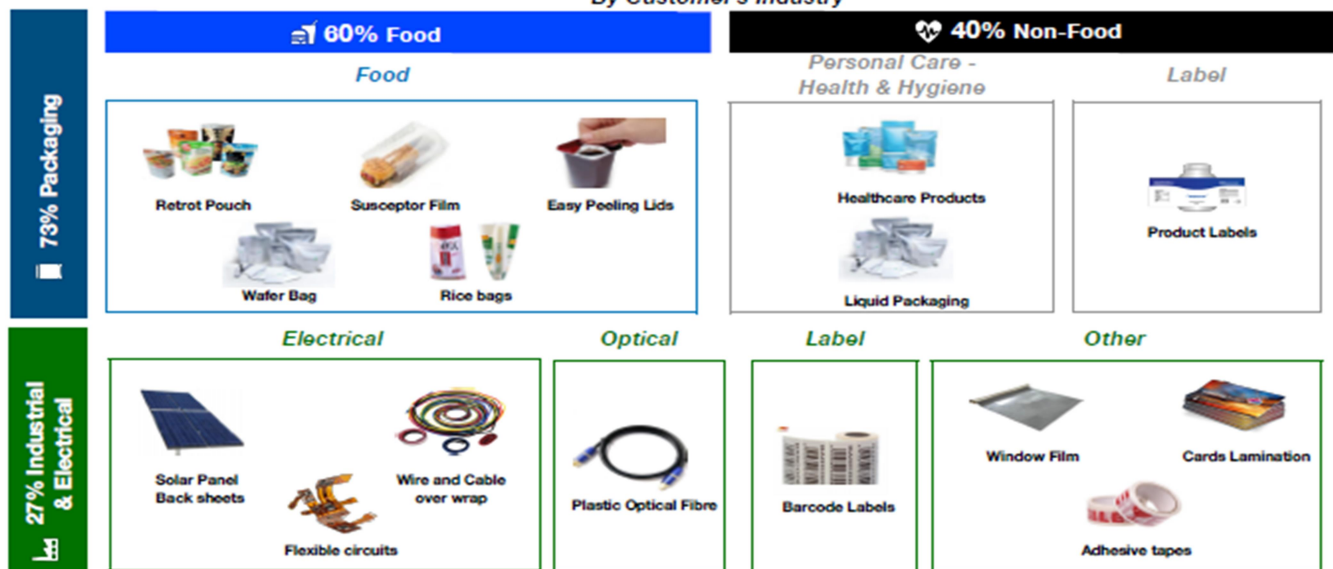 By Customer's Industry
60% Food
40% Non-Food
73% Packaging
Food
Personal Care -
Health & Hygiene
Label
Retrot Pouch
Susceptor Film
Easy Peeling Lids
Wafer Bag
Rice bags
Healthcare Products
Liquid Packaging
Product Labels
27% Industrial
& Electrical
Electrical
Optical
Label
Other
Solar Panel
Back sheets
Wire and Cable
over wrap
Flexible circuits
Plastic Optical Fibre
Barcode Labels
Window Film
Cards Lamination
Adhesive tapes